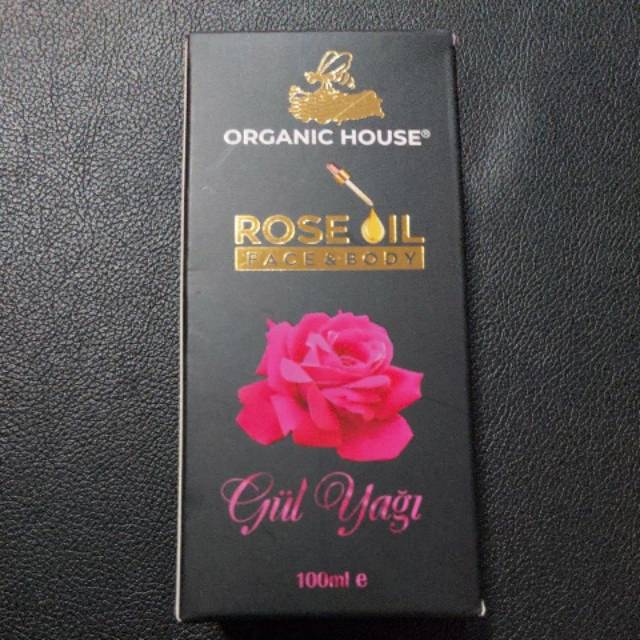 ORGANIC HOUSE®
ROSE OIL
FACE & BODY
Gül Yağı
100ml e